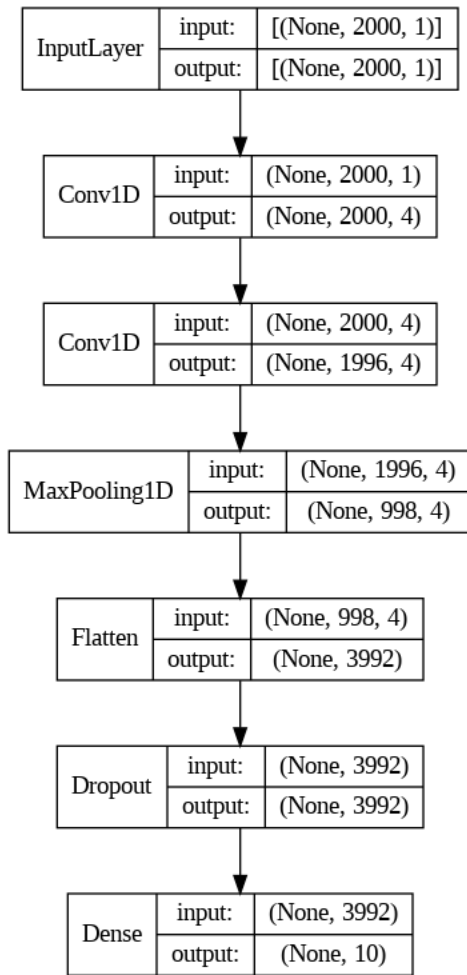 InputLayer
input: [(None, 2000, 1)]
output: [(None, 2000, 1)]
Conv1D
input: (None, 2000, 1)
output: (None, 2000, 4)
Conv1D
input: (None, 2000, 4)
output: (None, 1996, 4)
MaxPooling1D
input: (None, 1996, 4)
output: (None, 998, 4)
Flatten
input: (None, 998, 4)
output: (None, 3992)
Dropout
input: (None, 3992)
output: (None, 3992)
Dense
input: (None, 3992)
output: (None, 10)